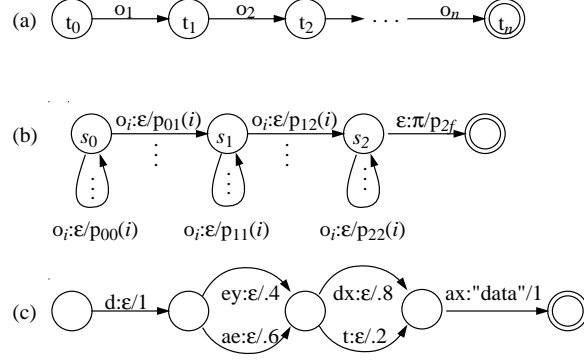 (a) t₀ o₁ t₁ o₂ t₂ . . . oₙ tₙ
(b) s₀ oᵢ:ε/p₀₁(i) s₁ oᵢ:ε/p₁₂(i) s₂ ε:π/p₂f
oᵢ:ε/p₀₀(i) oᵢ:ε/p₁₁(i) oᵢ:ε/p₂₂(i)
(c) d:ε/1 ey:ε/.4 dx:ε/.8 ax:"data"/1
ae:ε/.6 t:ε/.2